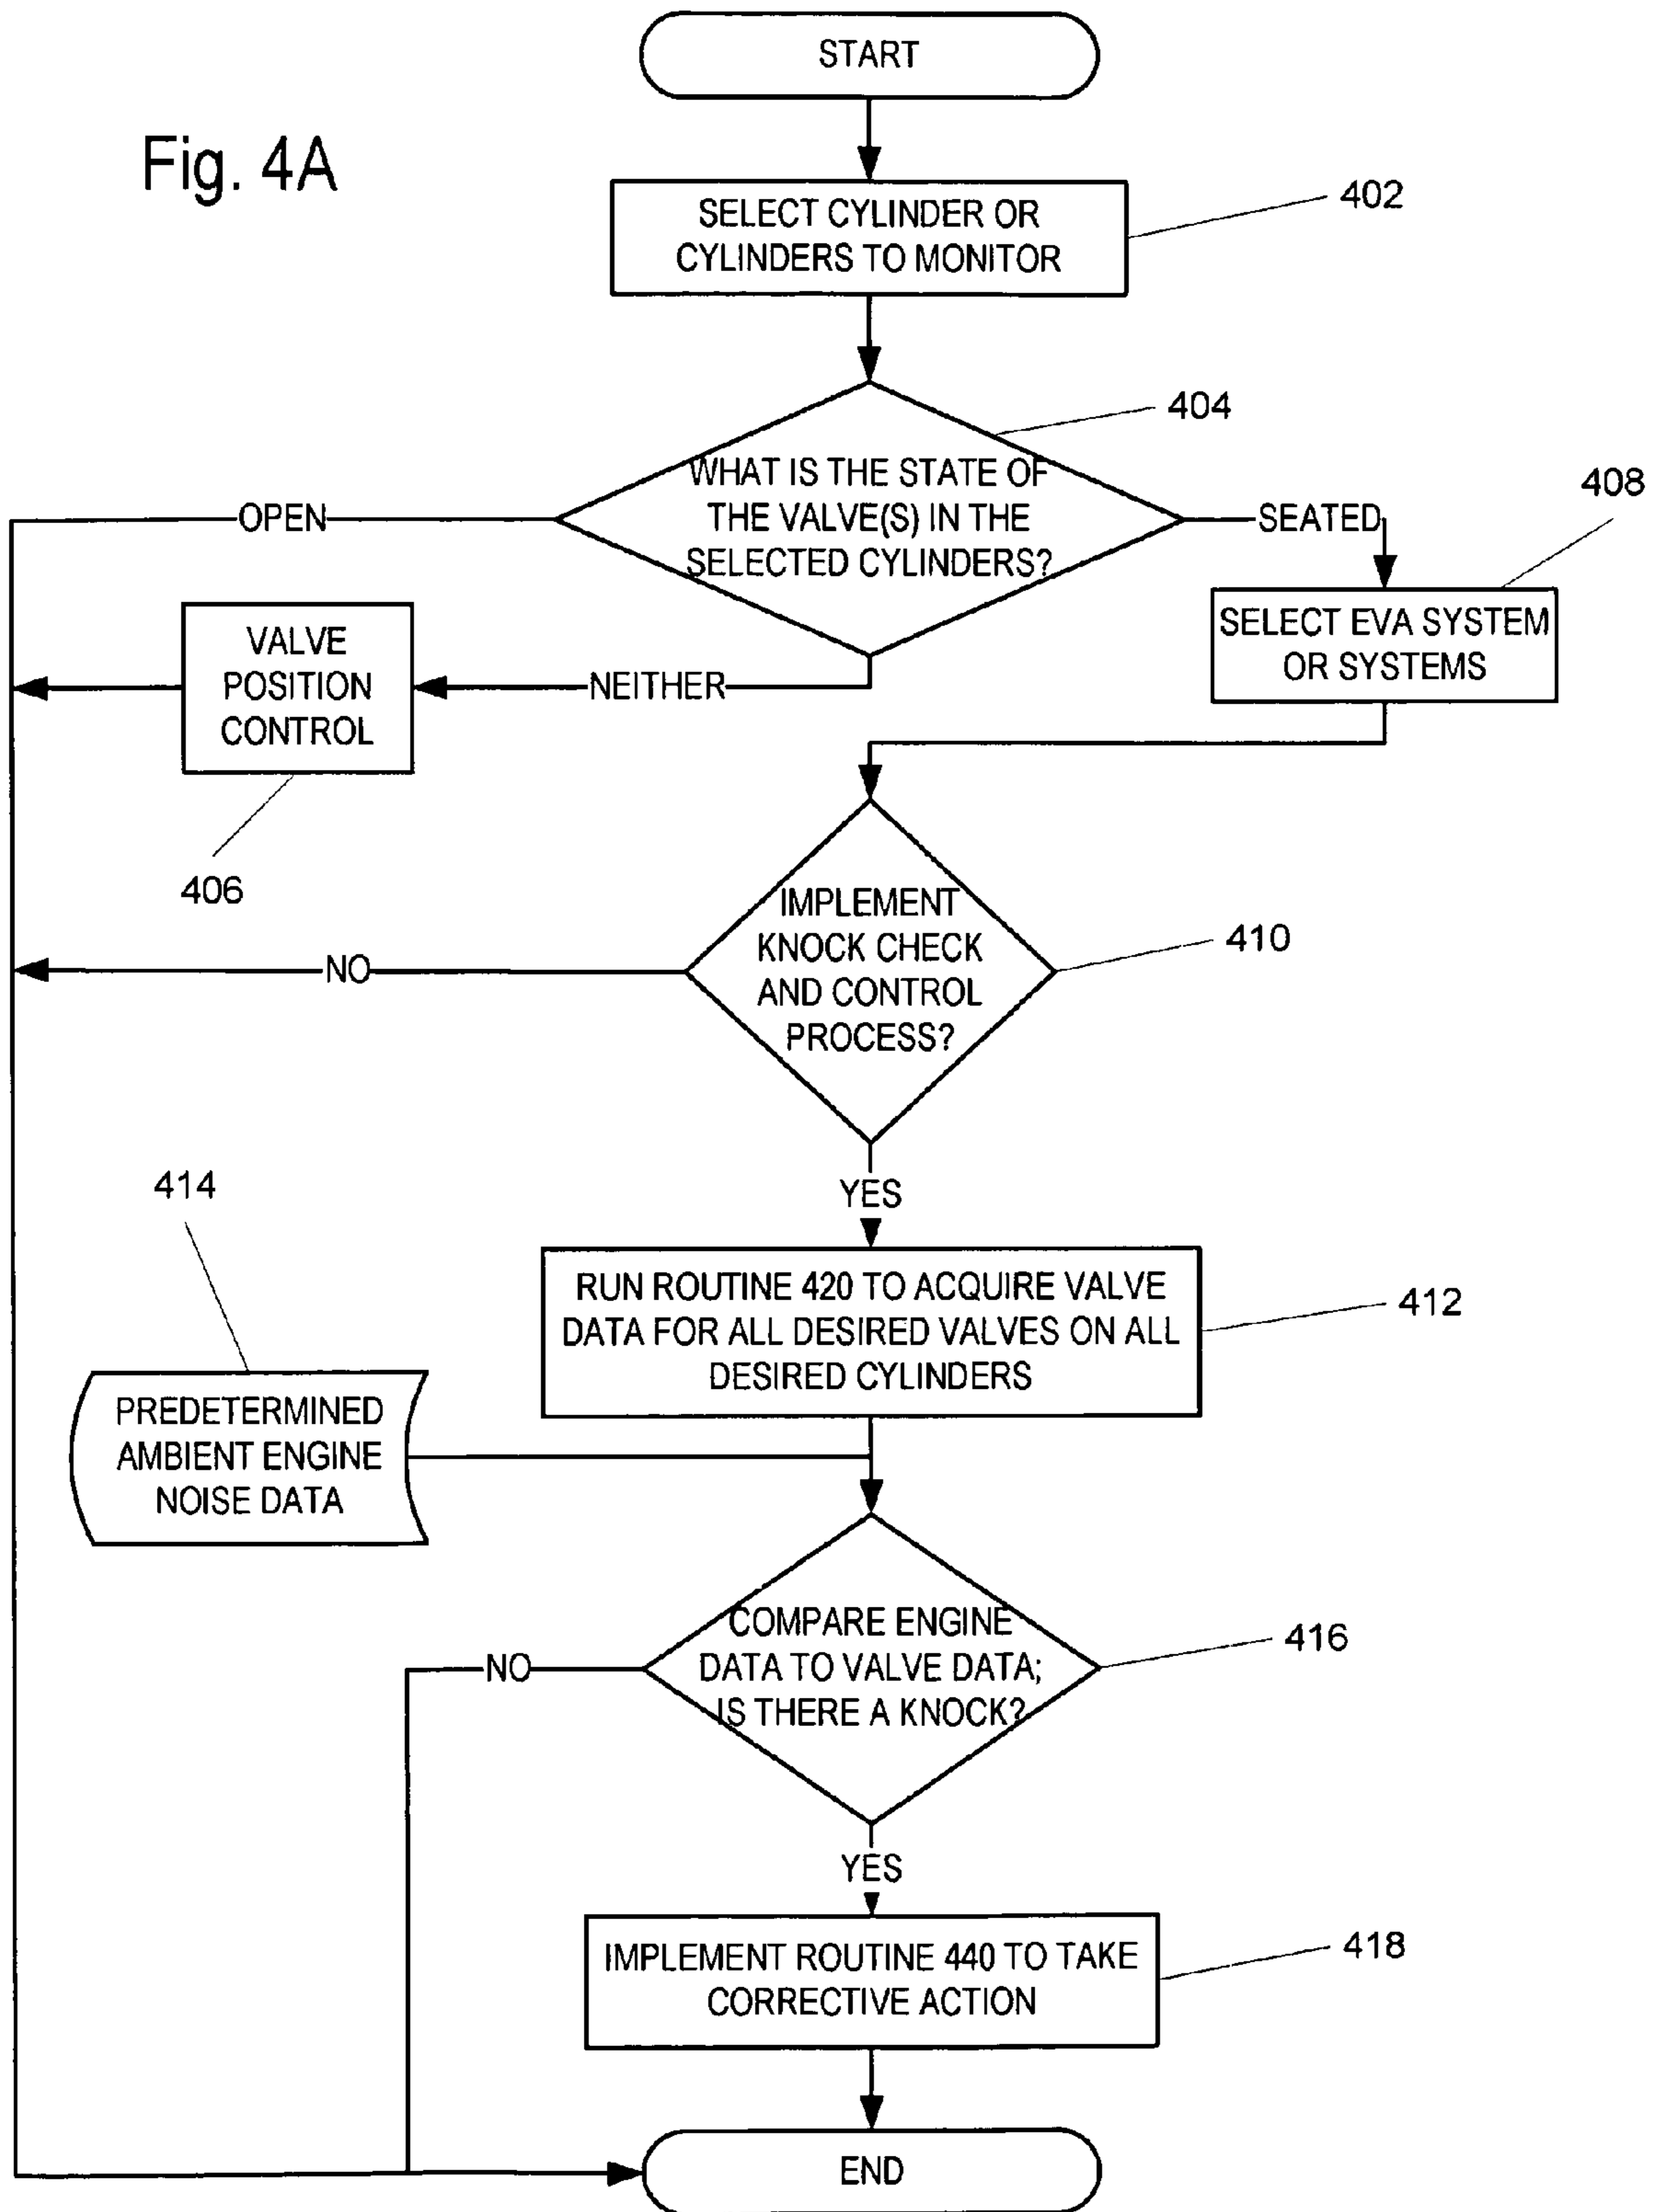 START
Fig. 4A
SELECT CYLINDER OR
CYLINDERS TO MONITOR
402
404
WHAT IS THE STATE OF
THE VALVE(S) IN THE
SELECTED CYLINDERS?
OPEN
SEATED
408
SELECT EVA SYSTEM
OR SYSTEMS
VALVE
POSITION
CONTROL
NEITHER
406
IMPLEMENT
KNOCK CHECK
AND CONTROL
PROCESS?
410
NO
YES
414
RUN ROUTINE 420 TO ACQUIRE VALVE
DATA FOR ALL DESIRED VALVES ON ALL
DESIRED CYLINDERS
412
PREDETERMINED
AMBIENT ENGINE
NOISE DATA
COMPARE ENGINE
DATA TO VALVE DATA;
IS THERE A KNOCK?
416
NO
YES
IMPLEMENT ROUTINE 440 TO TAKE
CORRECTIVE ACTION
418
END